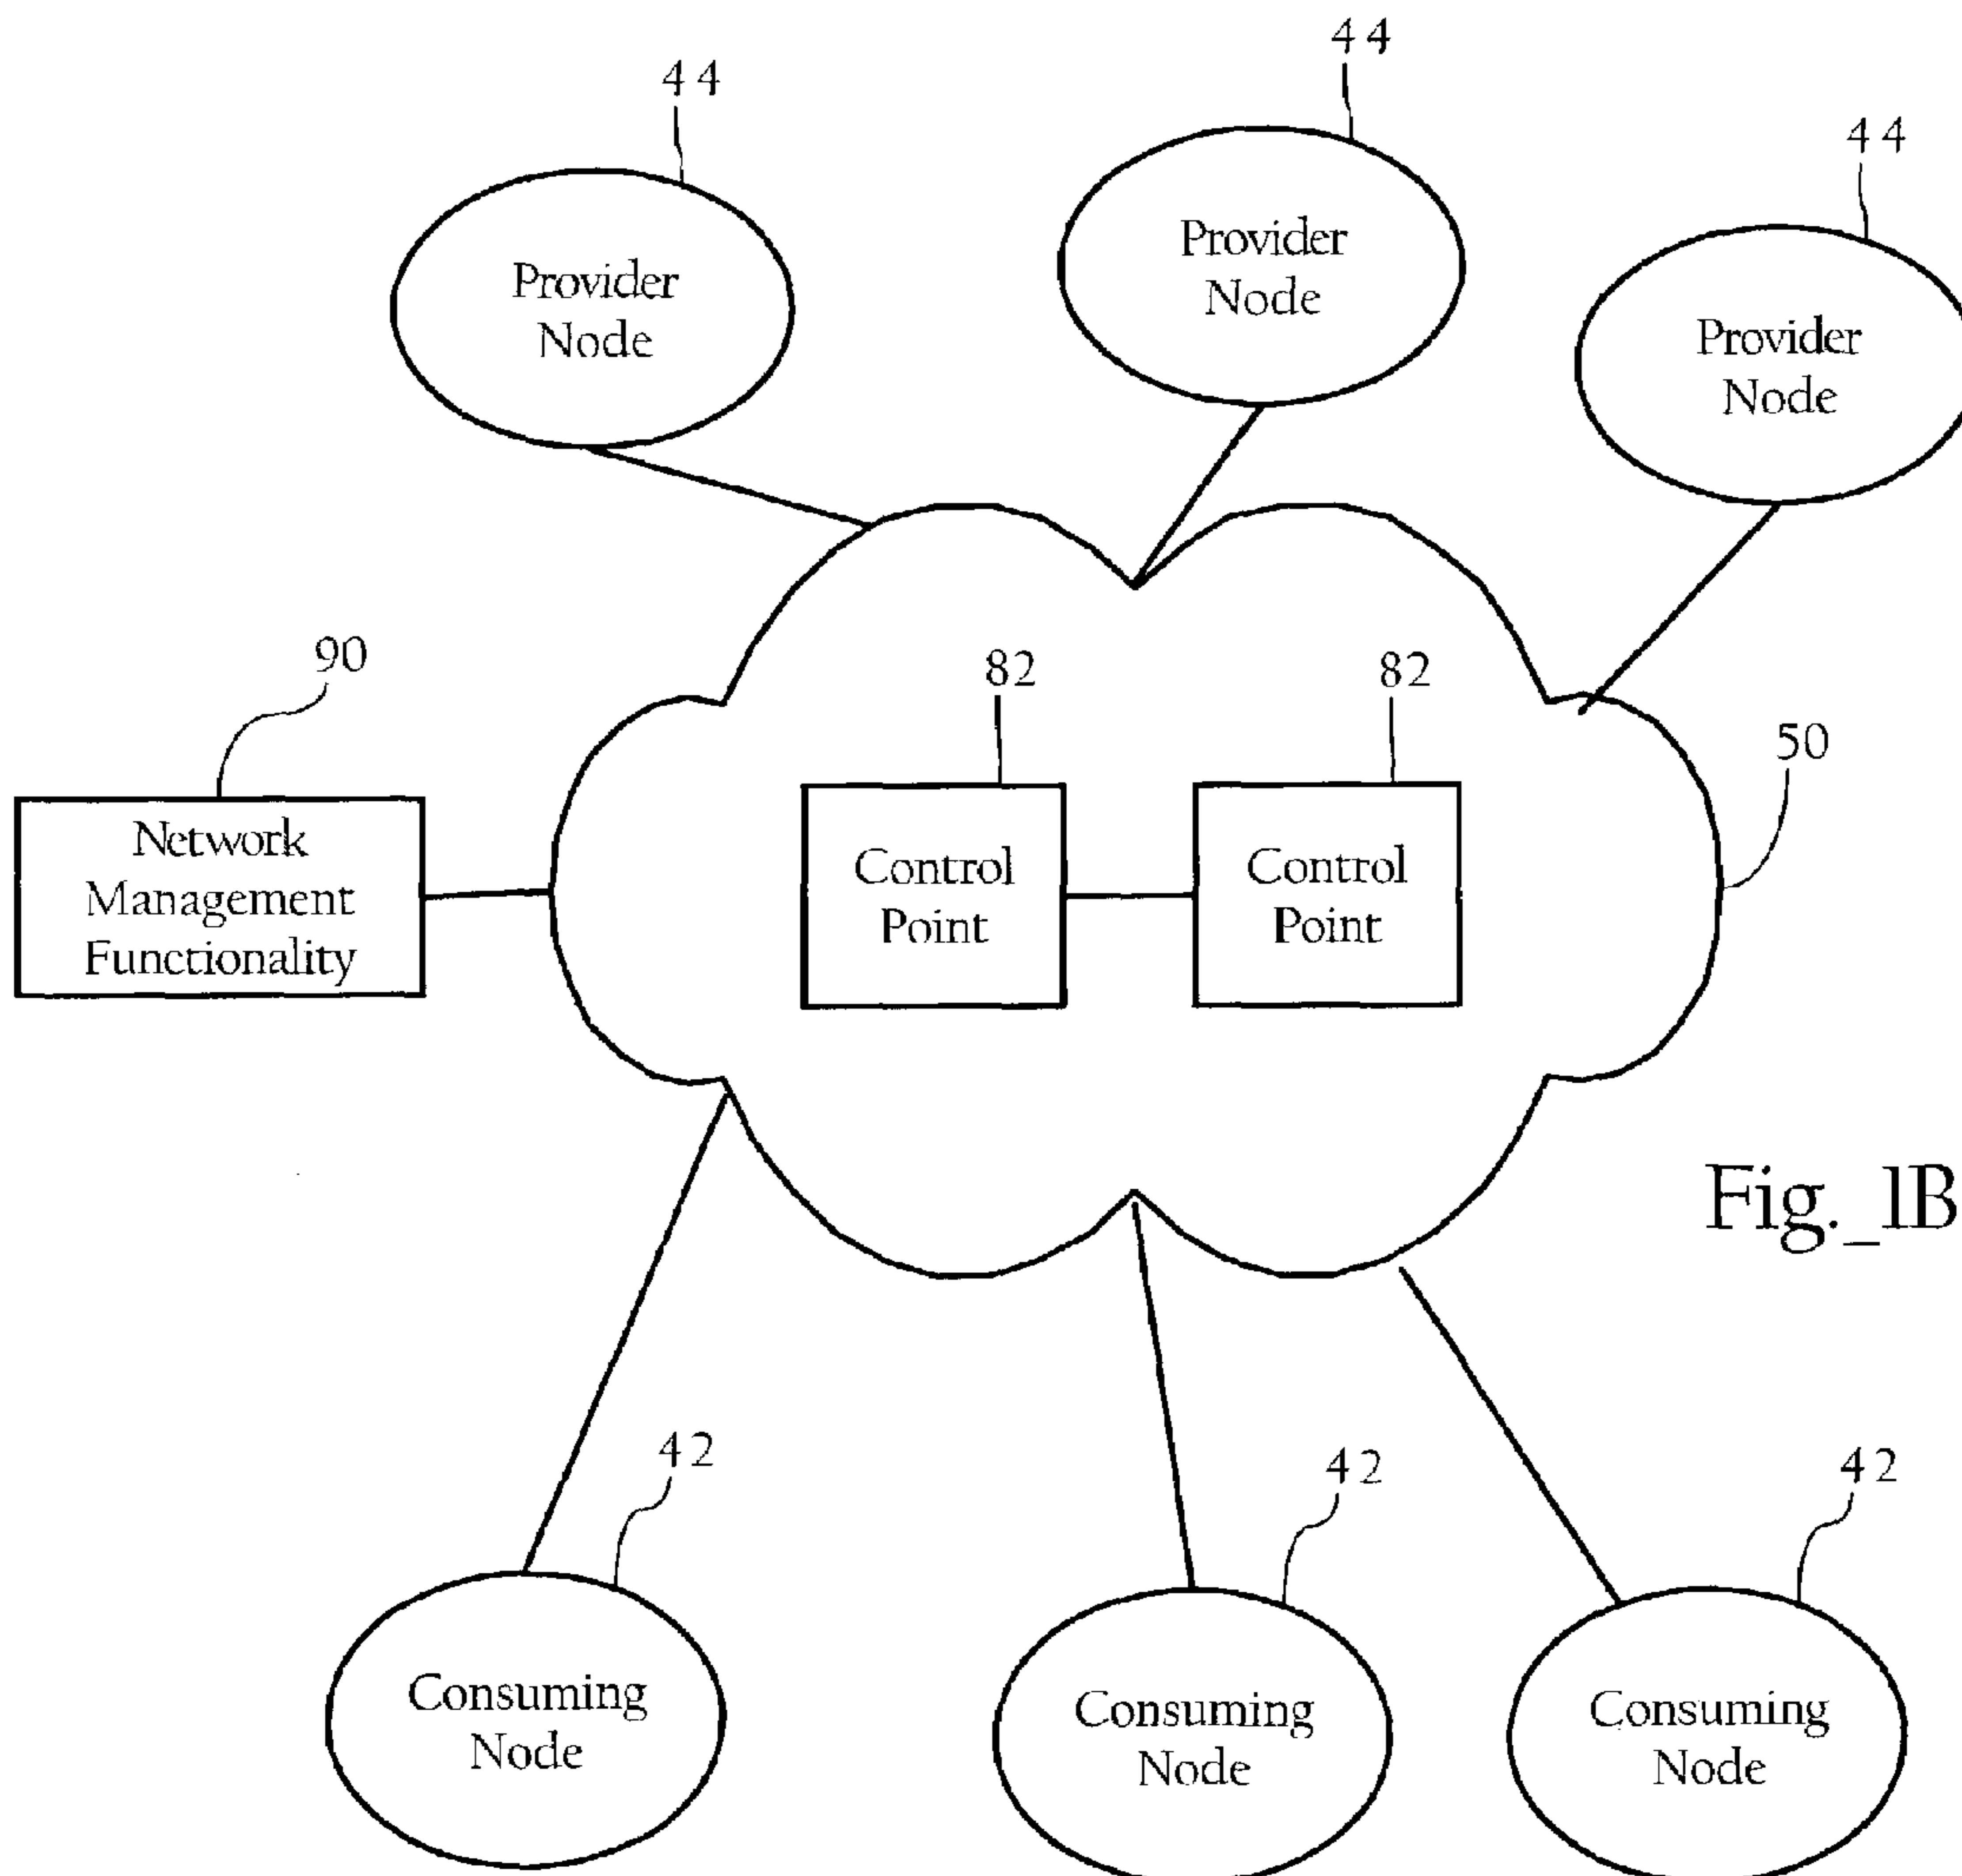 44
44
44
Provider
Node
Provider
Node
Provider
Node
90
82
82
50
Network
Management
Functionality
Control
Point
Control
Point
Fig._1B
42
42
42
Consuming
Node
Consuming
Node
Consuming
Node